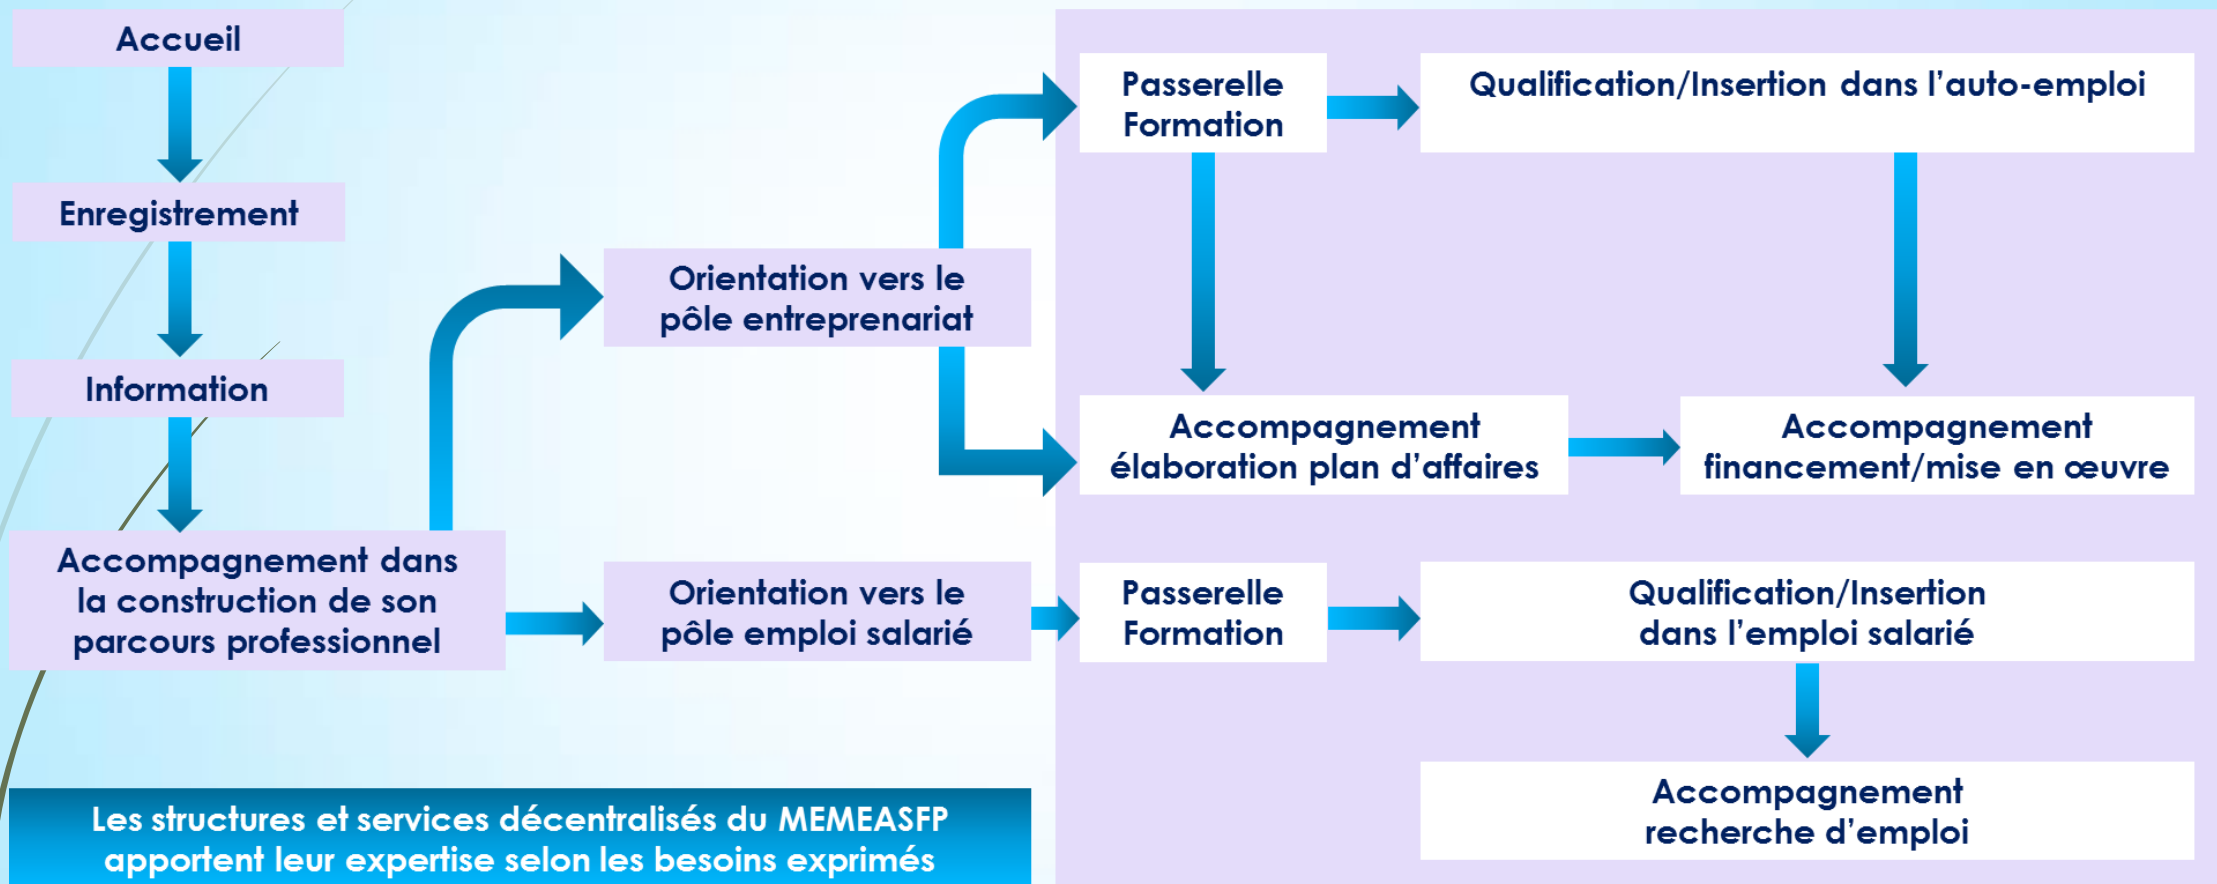 Accueil
Enregistrement
Information
Accompagnement dans
la construction de son
parcours professionnel
Orientation vers le
pôle entreprenariat
Orientation vers le
pôle emploi salarié
Passerelle
Formation
Qualification/Insertion dans l’auto-emploi
Accompagnement
élaboration plan d’affaires
Accompagnement
financement/mise en œuvre
Passerelle
Formation
Qualification/Insertion
dans l’emploi salarié
Accompagnement
recherche d’emploi
Les structures et services décentralisés du MEMEASFP
apportent leur expertise selon les besoins exprimés